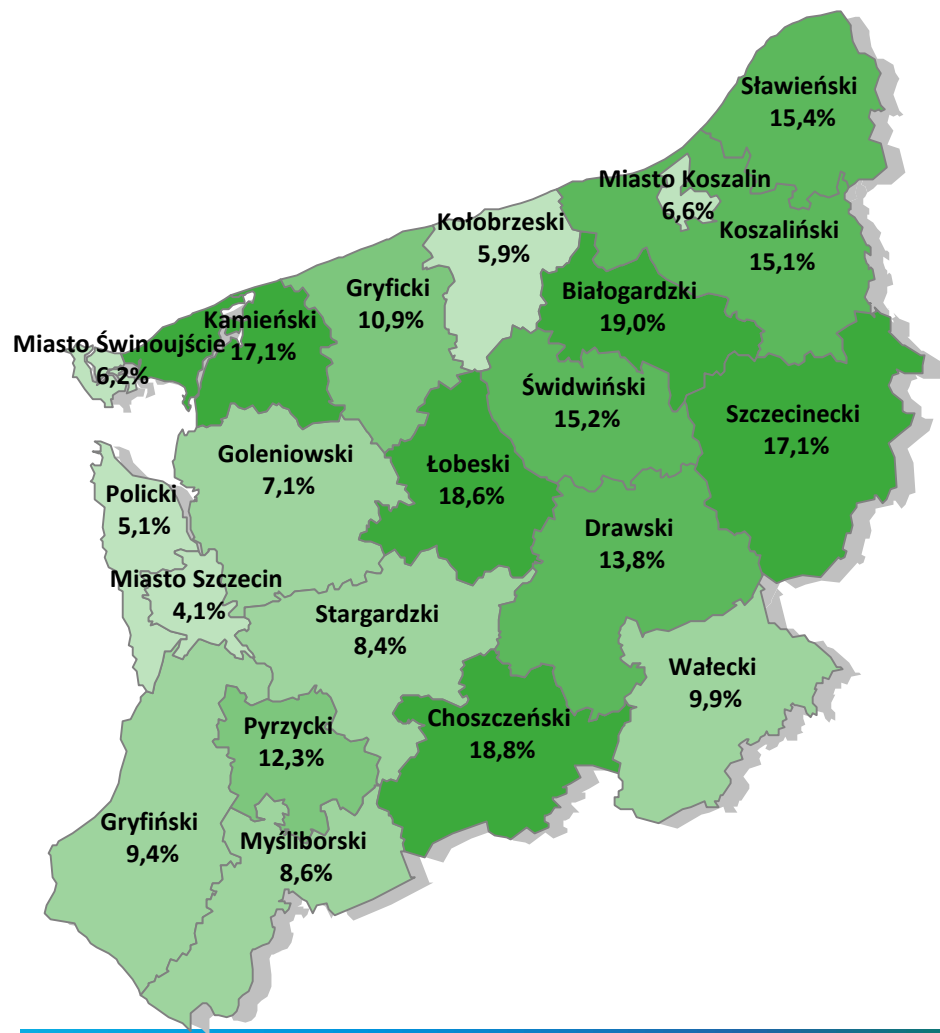 Sławieński
15,4%
Miasto Koszalin
6,6%
Koszaliński
15,1%
Kołobrzeski
5,9%
Białogardzki
19,0%
Gryficki
10,9%
Kamieński
17,1%
Miasto Świnoujście
6,2%
Świdwiński
15,2%
Szczecinecki
17,1%
Goleniowski
7,1%
Łobeski
18,6%
Policki
5,1%
Drawski
13,8%
Miasto Szczecin
4,1%
Stargardzki
8,4%
Wałecki
9,9%
Choszczeński
18,8%
Pyrzycki
12,3%
Gryfiński
9,4%
Myśliborski
8,6%